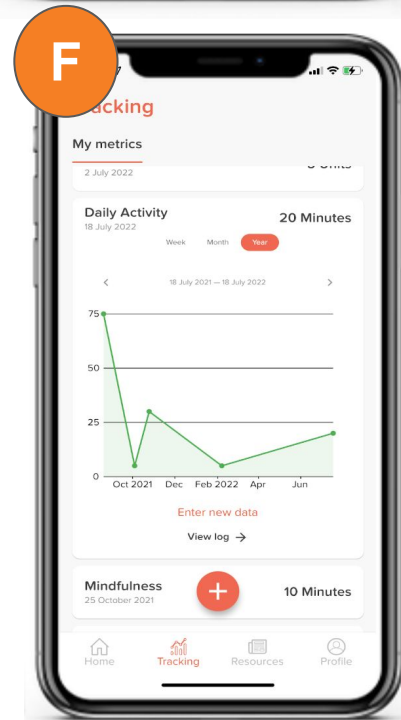 F
acking
My metrics
2 July 2022
Daily Activity
20 Minutes
18 July 2022
Week Month Year
< 18 July 2021 — 18 July 2022 >
75
50
25
0
Oct 2021 Dec Feb 2022 Apr Jun
Enter new data
View log →
Mindfulness
25 October 2021
+
10 Minutes
Home Tracking Resources Profile